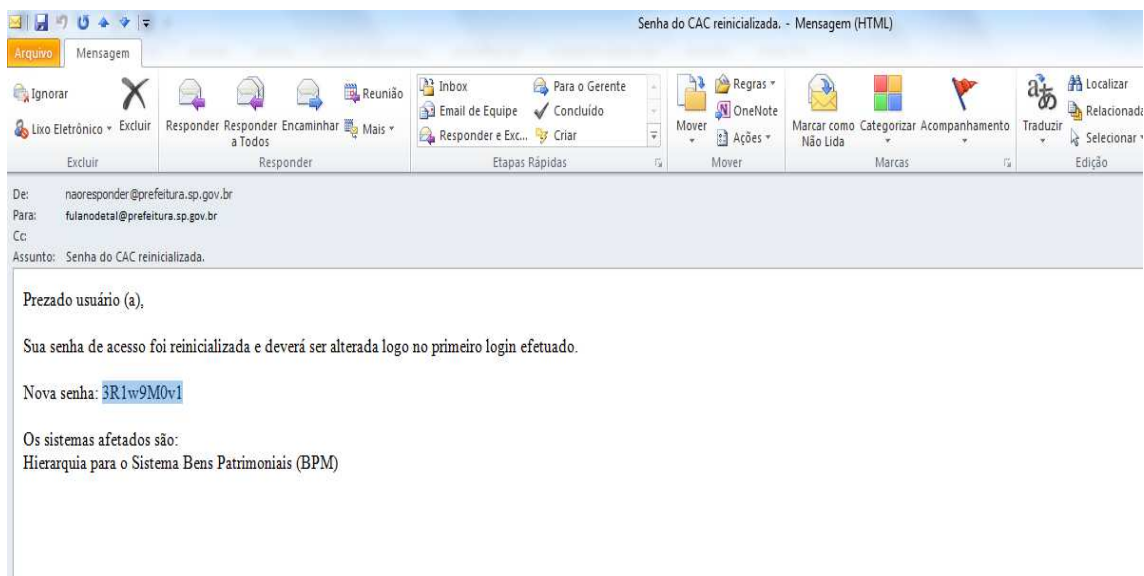 Senha do CAC reinicializada. - Mensagem (HTML)
Arquivo Mensagem
Ignorar
Lixo Eletrônico
Excluir
Responder
Responder a Todos
Encaminhar
Reunião
Mais
Inbox
Para o Gerente
Email de Equipe
Concluído
Responder e Exc...
Criar
Mover
Regras
OneNote
Ações
Marcar como Não Lida
Categorizar
Acompanhamento
Traduzir
Localizar
Relacionada
Selecionar
Excluir Responder Etapas Rápidas Mover Marcas Edição
De: naoresponder@prefeitura.sp.gov.br
Para: fulanodetal@prefeitura.sp.gov.br
Cc:
Assunto: Senha do CAC reinicializada.
Prezado usuário (a),
Sua senha de acesso foi reinicializada e deverá ser alterada logo no primeiro login efetuado.
Nova senha: 3R1w9M0v1
Os sistemas afetados são:
Hierarquia para o Sistema Bens Patrimoniais (BPM)